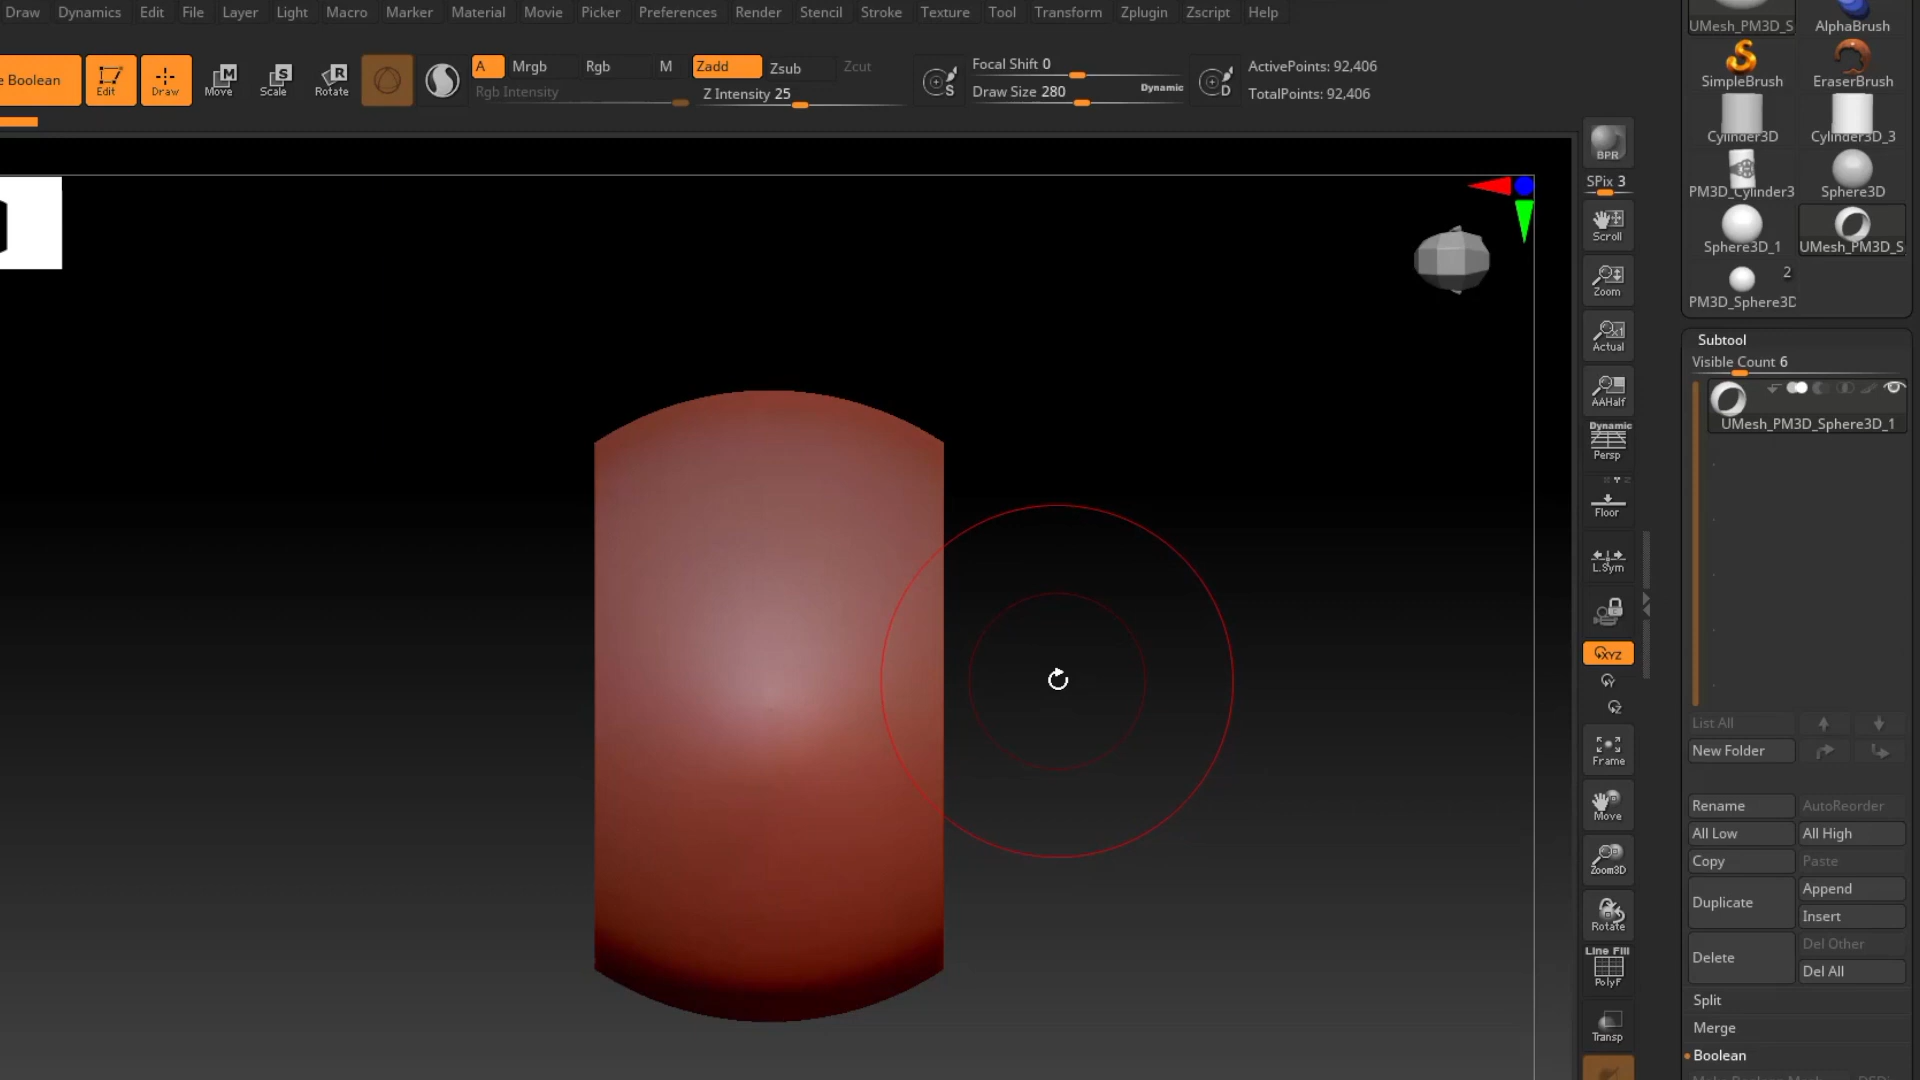 Draw Dynamics Edit File Layer Light Macro Marker Material Movie Picker Preferences Render Stencil Stroke Texture Tool Transform Zplugin Zscript Help
e Boolean
Edit
Draw
Move
Scale
Rotate
A Mrgb Rgb M
Rgb Intensity
Zadd Zsub Zcut
Z Intensity 25
S
Focal Shift 0
Draw Size 280 Dynamic
D
ActivePoints: 92,406
TotalPoints: 92,406
BPR
SPix 3
Scroll
Zoom
Actual
AAHalf
Dynamic
Persp
Floor
L.Sym
XYZ
Y
Z
Frame
Move
Zoom3D
Rotate
Line Fill
PolyF
Transp
UMesh_PM3D_S AlphaBrush
SimpleBrush EraserBrush
Cylinder3D Cylinder3D_3
PM3D_Cylinder3 Sphere3D
Sphere3D_1 UMesh_PM3D_S
2
PM3D_Sphere3D
Subtool
Visible Count 6
UMesh_PM3D_Sphere3D_1
List All
New Folder
Rename AutoReorder
All Low All High
Copy Paste
Duplicate Append
Insert
Delete Del Other
Del All
Split
Merge
Boolean